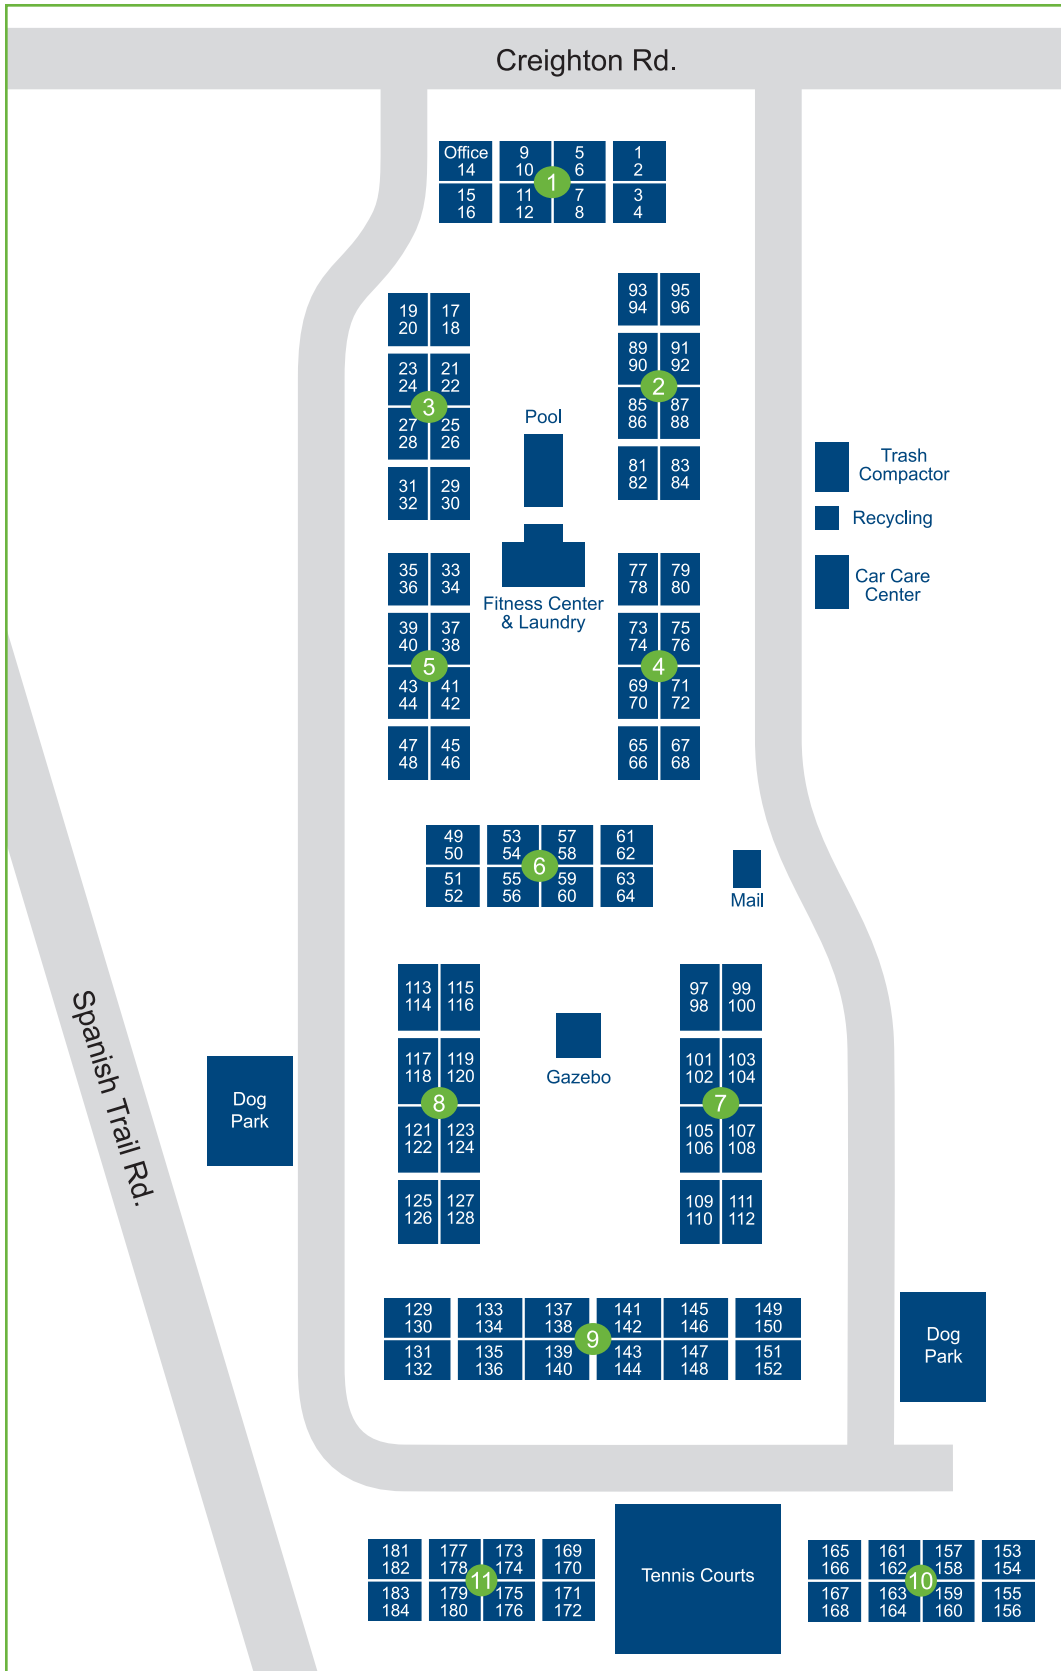 Creighton Rd.
Office 9 5 1
14 10 6 2
1
15 11 7 3
16 12 8 4
93 95
94 96
89 91
90 92
2
85 87
86 88
81 83
82 84
19 17
20 18
23 21
24 22
3
27 25
28 26
31 29
32 30
Pool
Fitness Center
& Laundry
Trash
Compactor
Recycling
Car Care
Center
35 33
36 34
39 37
40 38
5
43 41
44 42
47 45
48 46
77 79
78 80
73 75
74 76
4
69 71
70 72
65 67
66 68
49 53 57 61
50 54 58 62
6
51 55 59 63
52 56 60 64
Mail
113 115
114 116
117 119
118 120
8
121 123
122 124
125 127
126 128
Gazebo
97 99
98 100
101 103
102 104
7
105 107
106 108
109 111
110 112
Spanish Trail Rd.
Dog
Park
129 133 137 141 145 149
130 134 138 142 146 150
9
131 135 139 143 147 151
132 136 140 144 148 152
Dog
Park
181 177 173 169
182 178 174 170
11
183 179 175 171
184 180 176 172
Tennis Courts
165 161 157 153
166 162 158 154
10
167 163 159 155
168 164 160 156